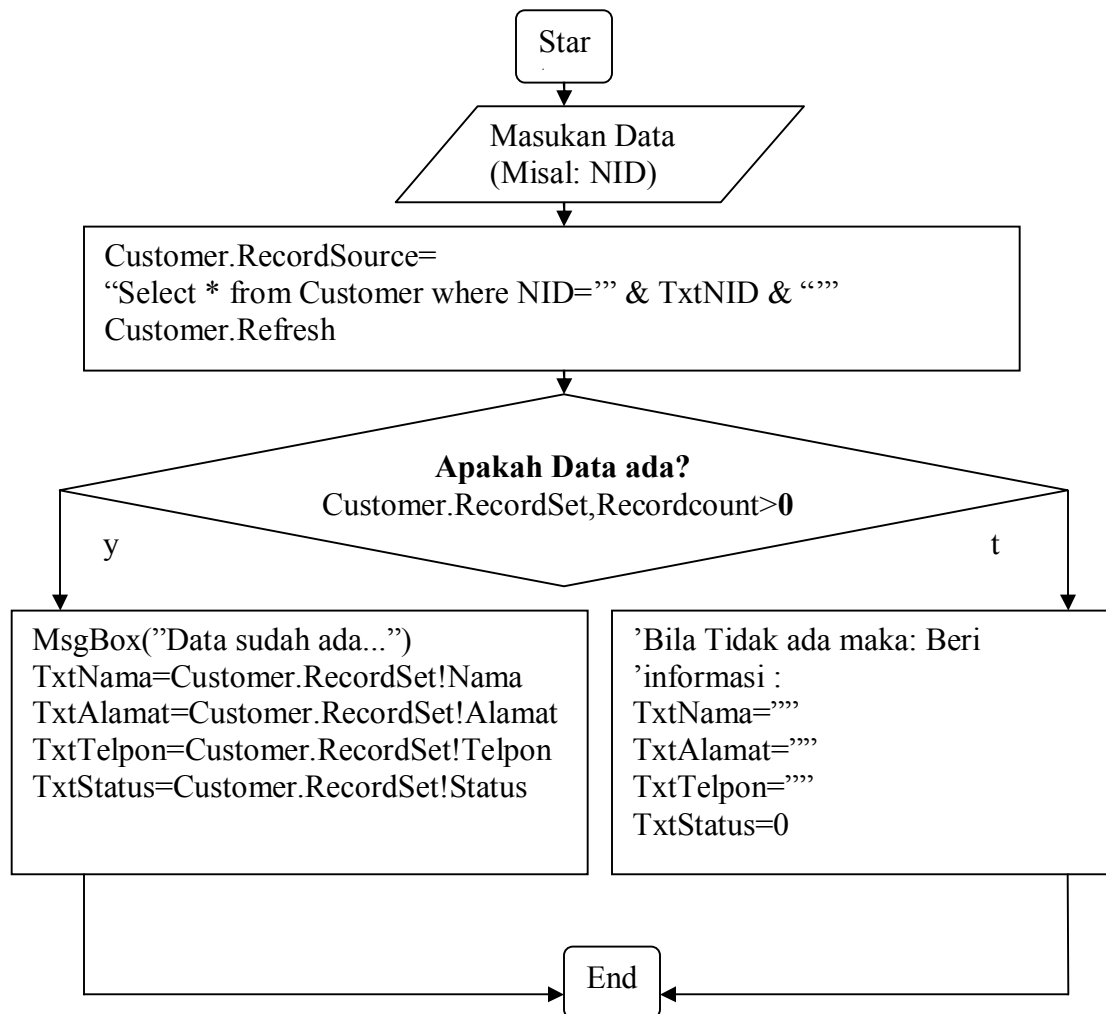 Star
Masukan Data
(Misal: NID)
Customer.RecordSource=
“Select * from Customer where NID=’” & TxtNID & “’”
Customer.Refresh
Apakah Data ada?
Customer.RecordSet,Recordcount>0
y
t
MsgBox(”Data sudah ada...”)
TxtNama=Customer.RecordSet!Nama
TxtAlamat=Customer.RecordSet!Alamat
TxtTelpon=Customer.RecordSet!Telpon
TxtStatus=Customer.RecordSet!Status
’Bila Tidak ada maka: Beri
’informasi :
TxtNama=””
TxtAlamat=””
TxtTelpon=””
TxtStatus=0
End